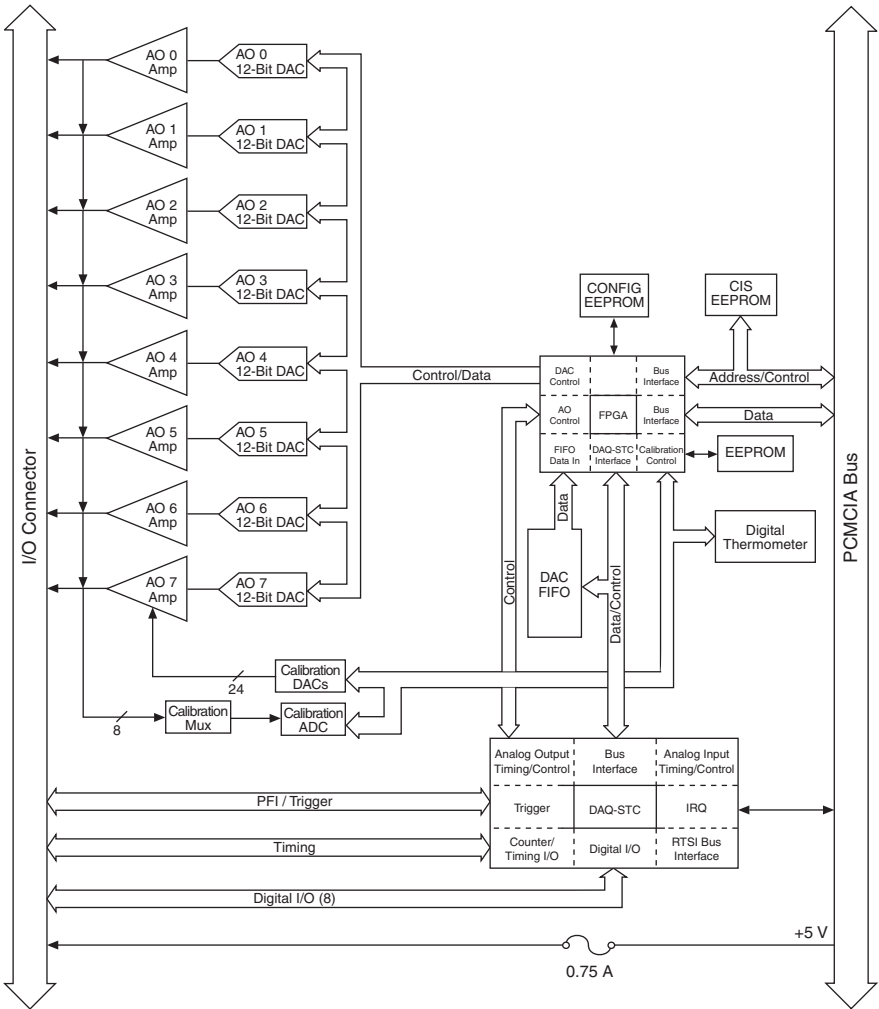 AO 0
Amp
AO 0
12-Bit DAC
AO 1
Amp
AO 1
12-Bit DAC
AO 2
Amp
AO 2
12-Bit DAC
AO 3
Amp
AO 3
12-Bit DAC
AO 4
Amp
AO 4
12-Bit DAC
AO 5
Amp
AO 5
12-Bit DAC
AO 6
Amp
AO 6
12-Bit DAC
AO 7
Amp
AO 7
12-Bit DAC
I/O Connector
PCMCIA Bus
CONFIG
EEPROM
CIS
EEPROM
Control/Data
DAC
Control
Bus
Interface
Address/Control
AO
Control
FPGA
Bus
Interface
Data
FIFO
Data In
DAQ-STC
Interface
Calibration
Control
EEPROM
Data
Digital
Thermometer
DAC
FIFO
Control
Data/Control
24
Calibration
DACs
8
Calibration
Mux
Calibration
ADC
Analog Output
Timing/Control
Bus
Interface
Analog Input
Timing/Control
PFI / Trigger
Trigger
DAQ-STC
IRQ
Timing
Counter/
Timing I/O
Digital I/O
RTSI Bus
Interface
Digital I/O (8)
+5 V
0.75 A